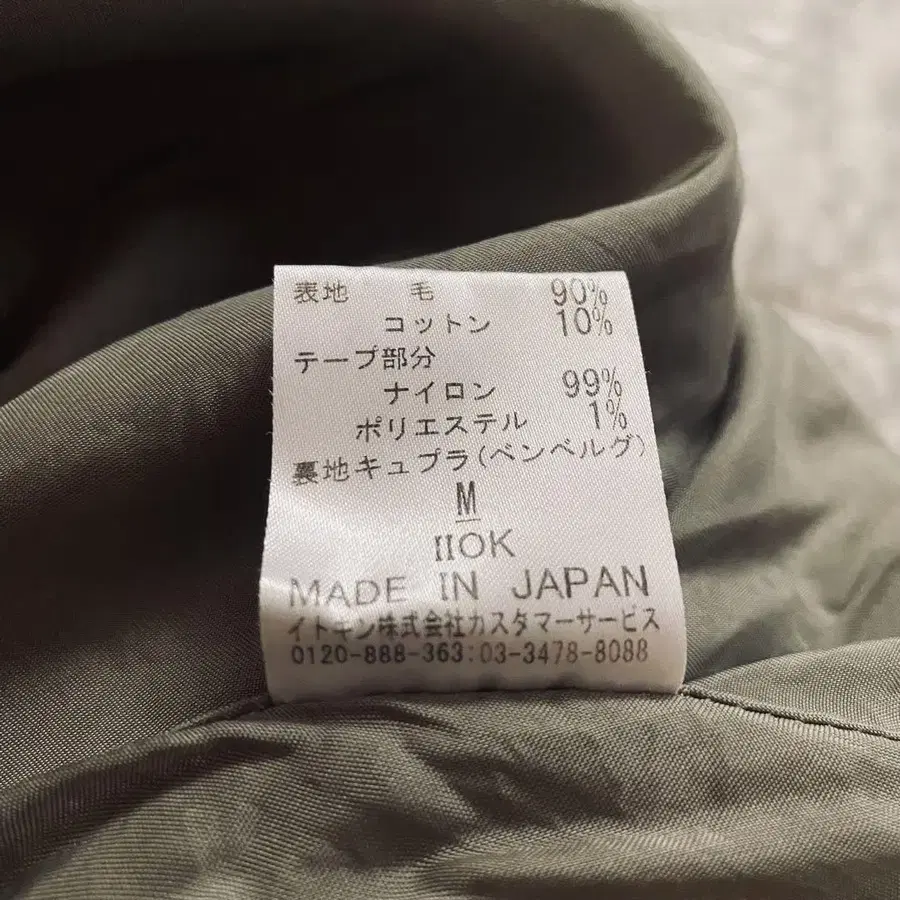 表地 毛 90%
コットン 10%
テープ部分
ナイロン 99%
ポリエステル 1%
裏地キュプラ(ベンベルグ)
M
IIOK
MADE IN JAPAN
イトキン株式会社カスタマーサービス
0120-888-363:03-3478-8088